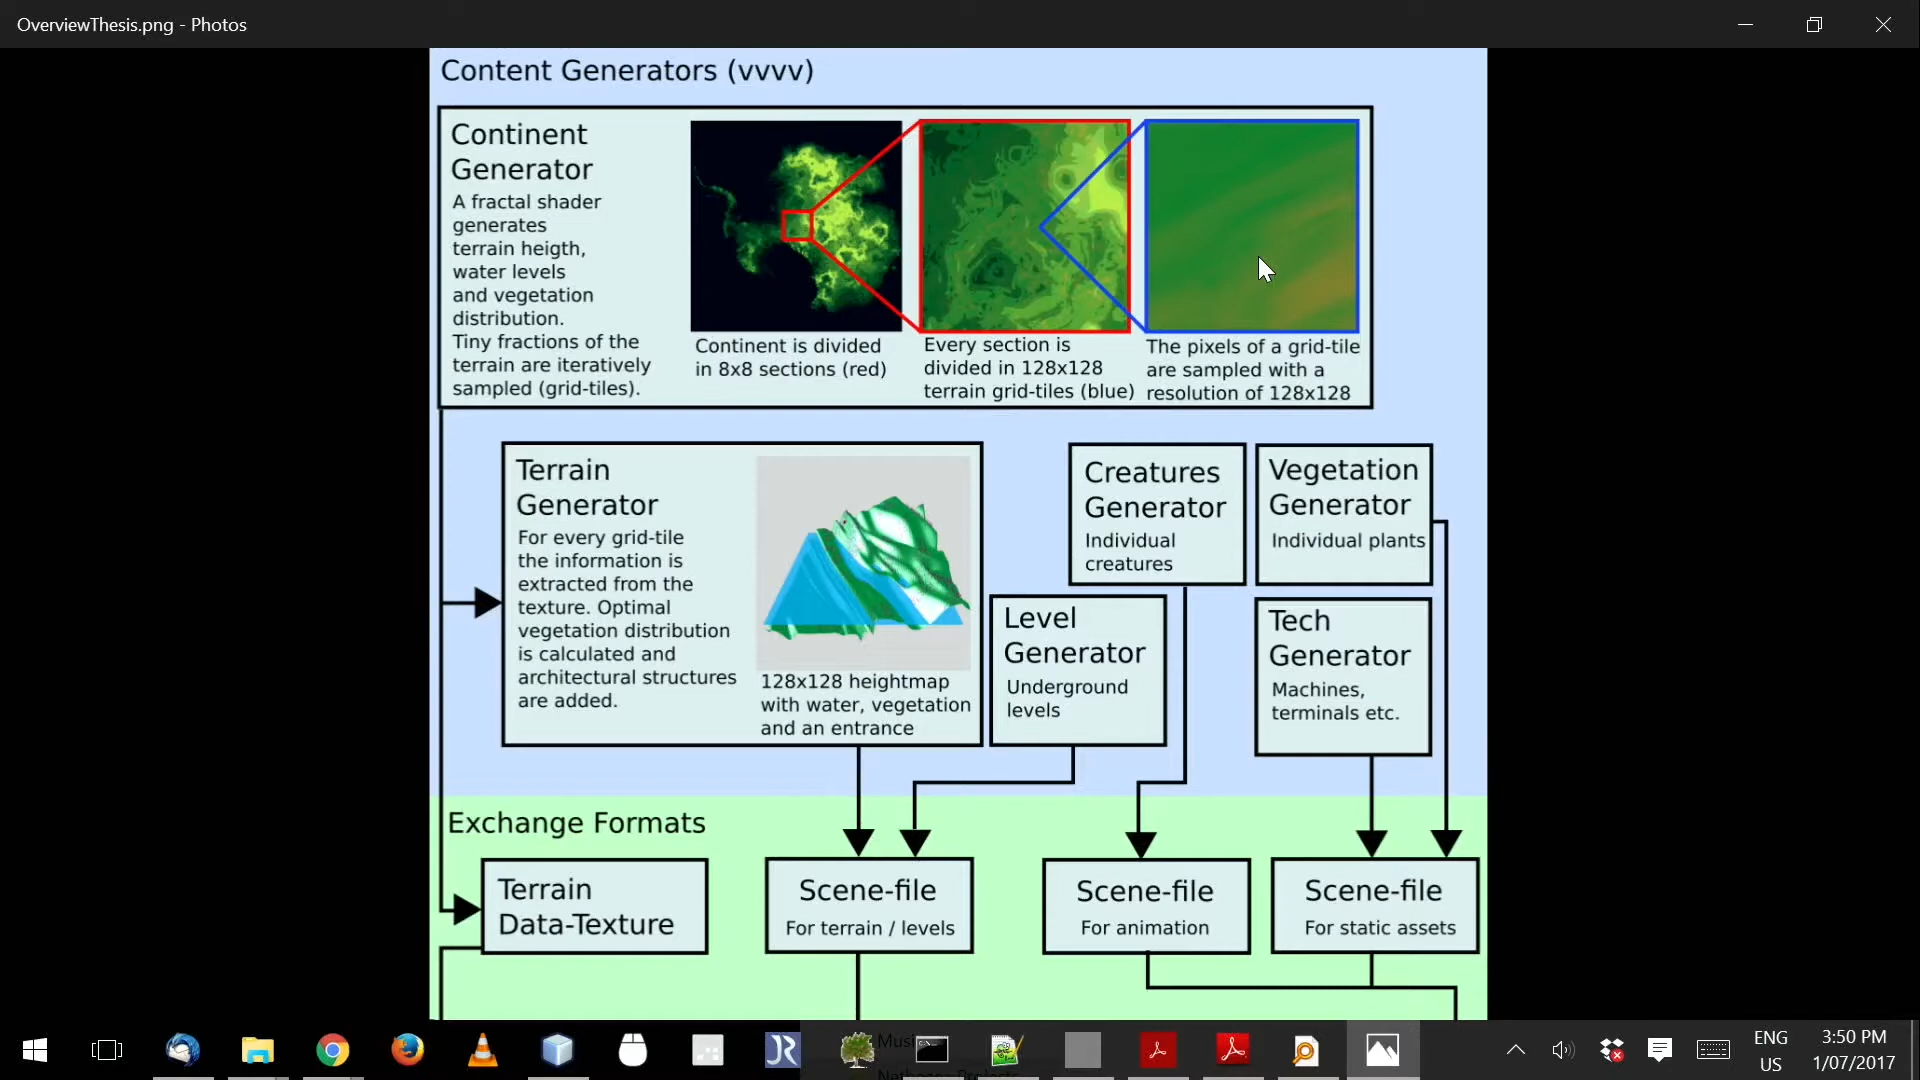 OverviewThesis.png - Photos
Content Generators (vvvv)
Continent
Generator
A fractal shader
generates
terrain heigth,
water levels
and vegetation
distribution.
Tiny fractions of the
terrain are iteratively
sampled (grid-tiles).
Continent is divided
in 8x8 sections (red)
Every section is
divided in 128x128
terrain grid-tiles (blue)
The pixels of a grid-tile
are sampled with a
resolution of 128x128
Terrain
Generator
For every grid-tile
the information is
extracted from the
texture. Optimal
vegetation distribution
is calculated and
architectural structures
are added.
128x128 heightmap
with water, vegetation
and an entrance
Creatures
Generator
Individual
creatures
Vegetation
Generator
Individual plants
Level
Generator
Underground
levels
Tech
Generator
Machines,
terminals etc.
Exchange Formats
Terrain
Data-Texture
Scene-file
For terrain / levels
Scene-file
For animation
Scene-file
For static assets
JR
ENG
US
3:50 PM
1/07/2017